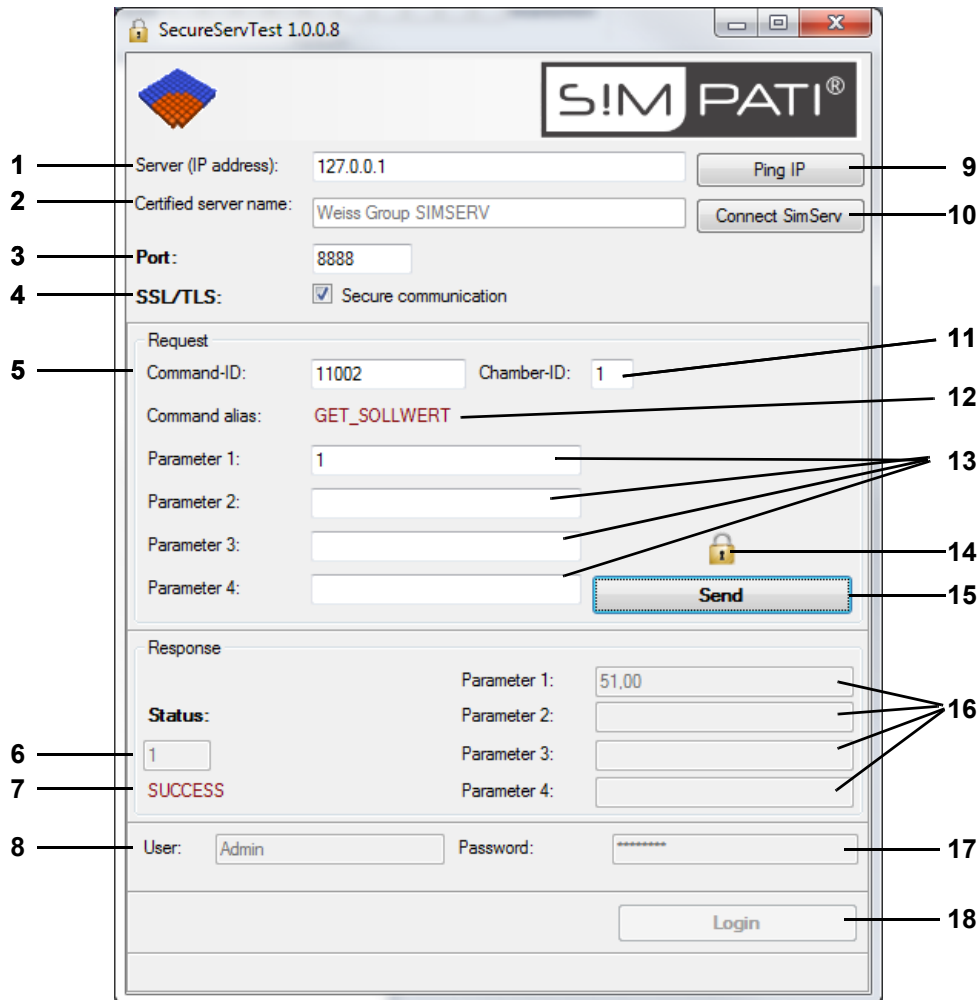 SecureServTest 1.0.0.8
S!MPATI®
1 Server (IP address): 127.0.0.1 Ping IP 9
2 Certified server name: Weiss Group SIMSERV Connect SimServ 10
3 Port: 8888
4 SSL/TLS: Secure communication
Request 11
5 Command-ID: 11002 Chamber-ID: 1
Command alias: GET_SOLLWERT 12
Parameter 1: 1 13
Parameter 2:
Parameter 3: 14
Parameter 4: Send 15
Response
Parameter 1: 51,00
Status: Parameter 2: 16
6 1 Parameter 3:
7 SUCCESS Parameter 4:
8 User: Admin Password: ******** 17
Login 18